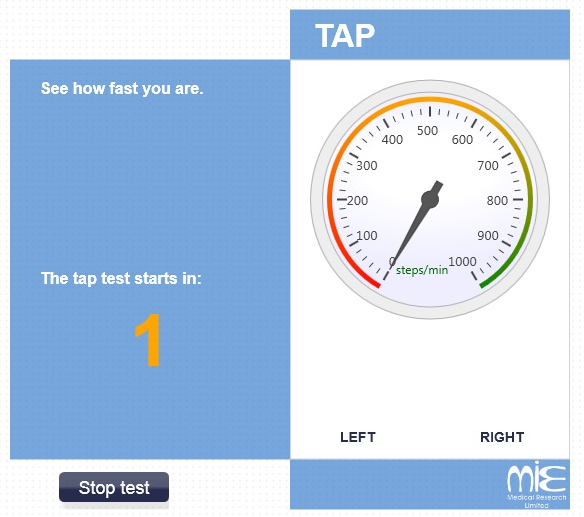 TAP
See how fast you are.
The tap test starts in:
1
0
100
200
300
400
500
600
700
800
900
1000
steps/min
LEFT
RIGHT
Stop test
MIE
Medical Research
Limited